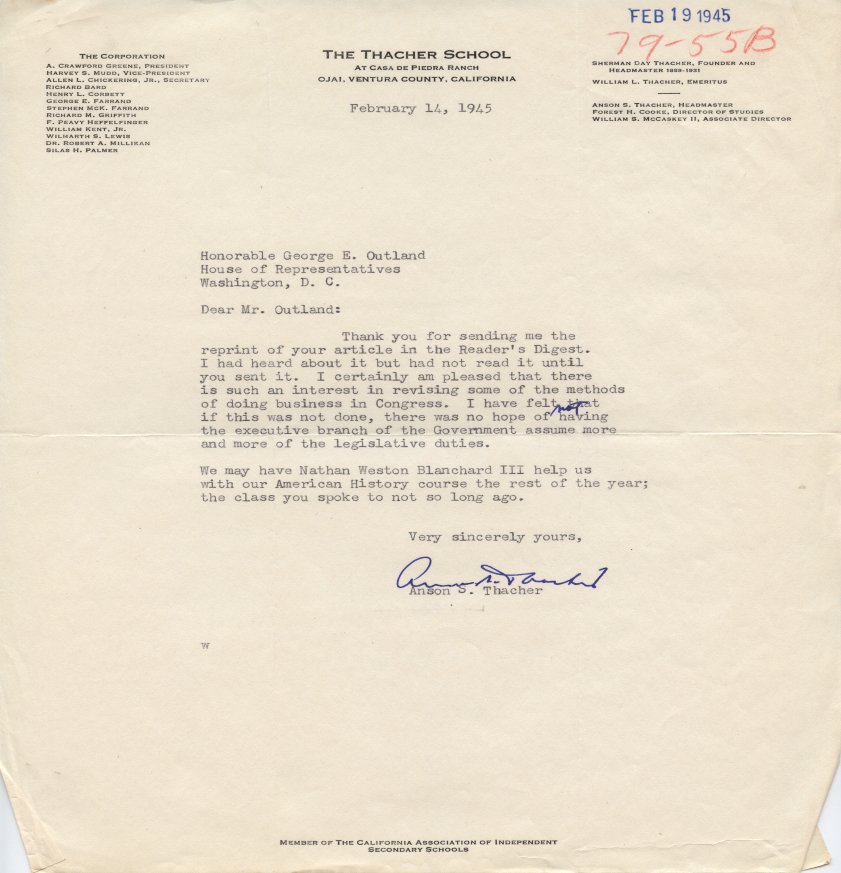 FEB 19 1945
79-55B
THE CORPORATION
A. CRAWFORD GREENE, PRESIDENT
HARVEY S. MUDD, VICE-PRESIDENT
ALLEN L. CHICKERING, JR., SECRETARY
RICHARD BARD
HENRY L. CORBETT
GEORGE E. FARRAND
STEPHEN MCK. FARRAND
RICHARD M. GRIFFITH
F. PEAVY HEFFELFINGER
WILLIAM KENT, JR.
WILMARTH S. LEWIS
DR. ROBERT A. MILLIKAN
SILAS H. PALMER
THE THACHER SCHOOL
AT CASA DE PIEDRA RANCH
OJAI, VENTURA COUNTY, CALIFORNIA
SHERMAN DAY THACHER, FOUNDER AND
HEADMASTER 1889-1931
WILLIAM L. THACHER, EMERITUS
ANSON S. THACHER, HEADMASTER
FOREST H. COOKE, DIRECTOR OF STUDIES
WILLIAM S. MCCASKEY II, ASSOCIATE DIRECTOR
February 14, 1945
Honorable George E. Outland
House of Representatives
Washington, D. C.
Dear Mr. Outland:
Thank you for sending me the
reprint of your article in the Reader's Digest.
I had heard about it but had not read it until
you sent it. I certainly am pleased that there
is such an interest in revising some of the methods
of doing business in Congress. I have felt that
if this was not done, there was no hope of not having
the executive branch of the Government assume more
and more of the legislative duties.
We may have Nathan Weston Blanchard III help us
with our American History course the rest of the year;
the class you spoke to not so long ago.
Very sincerely yours,
Anson S. Thacher
Anson S. Thacher
W
MEMBER OF THE CALIFORNIA ASSOCIATION OF INDEPENDENT
SECONDARY SCHOOLS